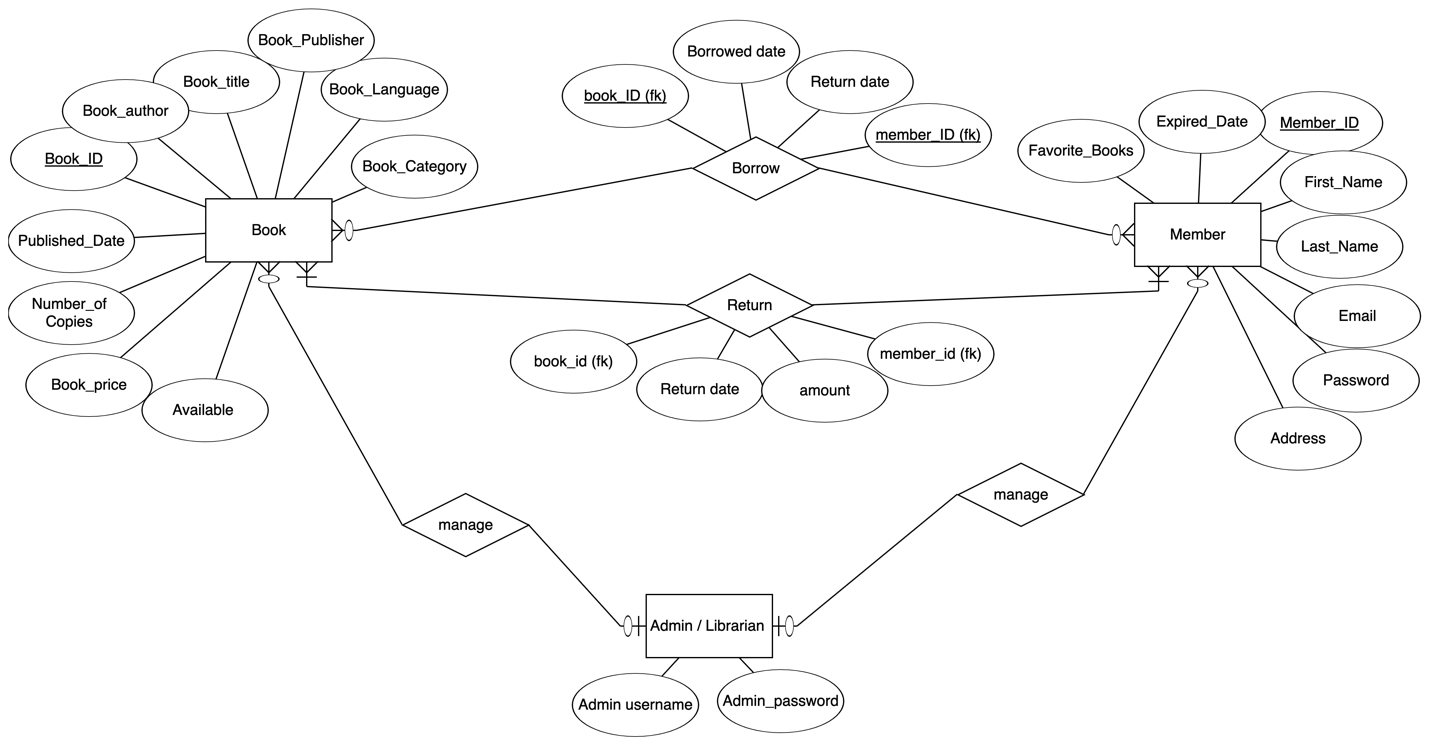 Book_Publisher
Book_title
Book_Language
Book_author
Book_ID
Book_Category
Book
Published_Date
Number_of
Copies
Book_price
Available
Borrowed date
Return date
book_ID (fk)
member_ID (fk)
Borrow
Expired_Date
Member_ID
Favorite_Books
First_Name
Member
Last_Name
Email
Password
Address
Return
book_id (fk)
Return date
amount
member_id (fk)
manage
manage
Admin / Librarian
Admin username
Admin_password